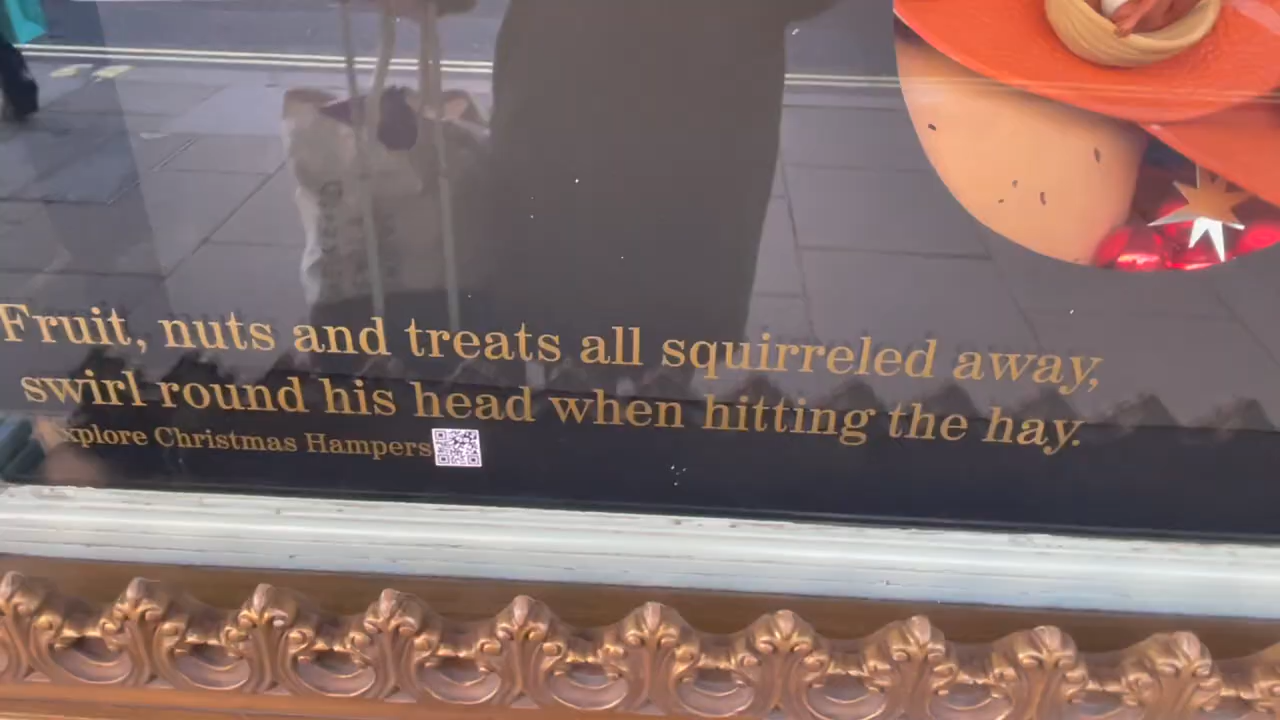 Fruit, nuts and treats all squirreled away,
swirl round his head when hitting the hay.
Explore Christmas Hampers